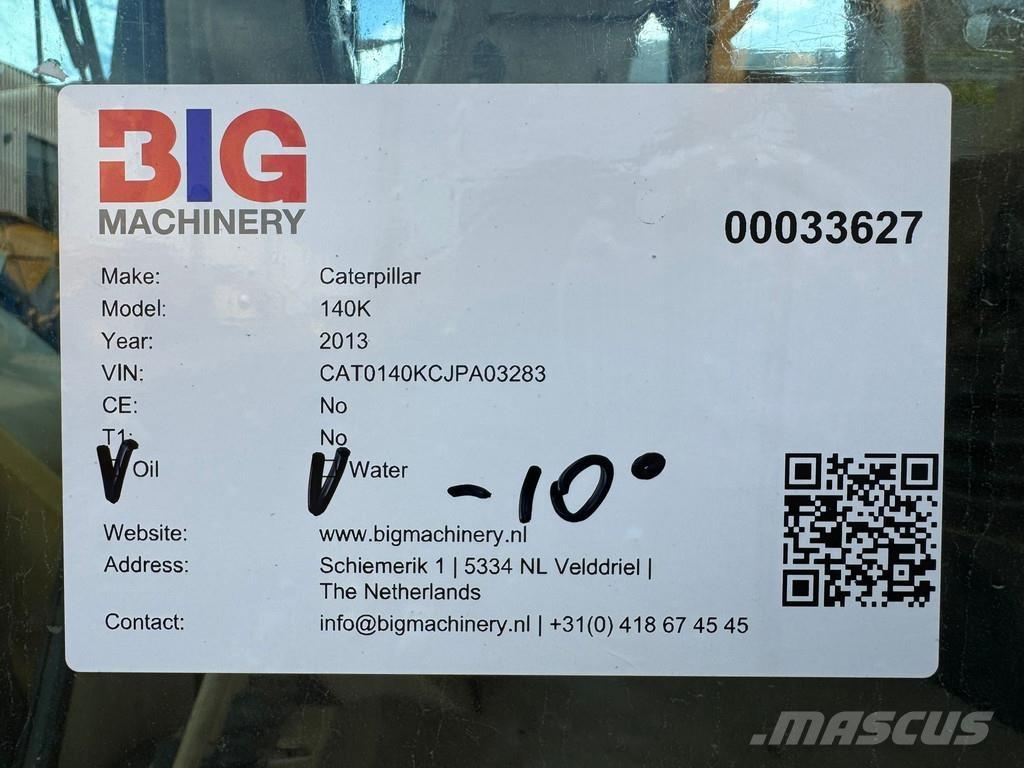 BIG
MACHINERY
00033627
Make: Caterpillar
Model: 140K
Year: 2013
VIN: CAT0140KCJPA03283
CE: No
T1: No
V Oil V Water -10°
Website: www.bigmachinery.nl
Address: Schiemerik 1 | 5334 NL Velddriel |
The Netherlands
Contact: info@bigmachinery.nl | +31(0) 418 67 45 45
.MASCUS